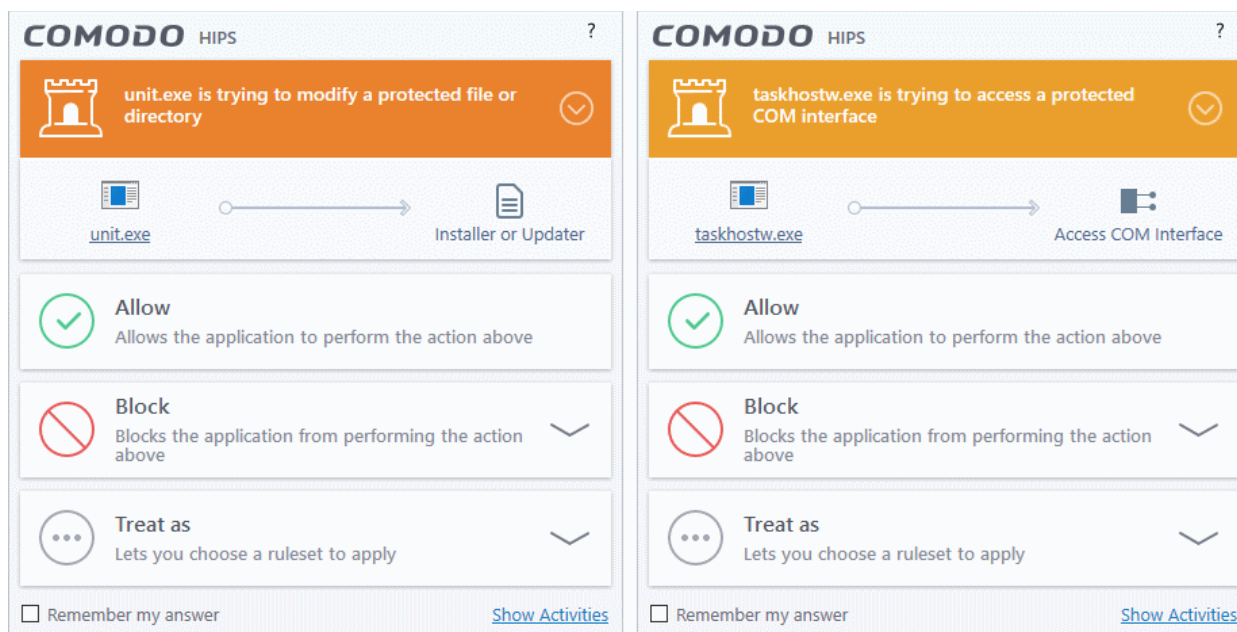 COMODO HIPS ?
unit.exe is trying to modify a protected file or
directory
unit.exe
Installer or Updater
Allow
Allows the application to perform the action above
Block
Blocks the application from performing the action
above
Treat as
Lets you choose a ruleset to apply
Remember my answer
Show Activities
COMODO HIPS ?
taskhostw.exe is trying to access a protected
COM interface
taskhostw.exe
Access COM Interface
Allow
Allows the application to perform the action above
Block
Blocks the application from performing the action
above
Treat as
Lets you choose a ruleset to apply
Remember my answer
Show Activities